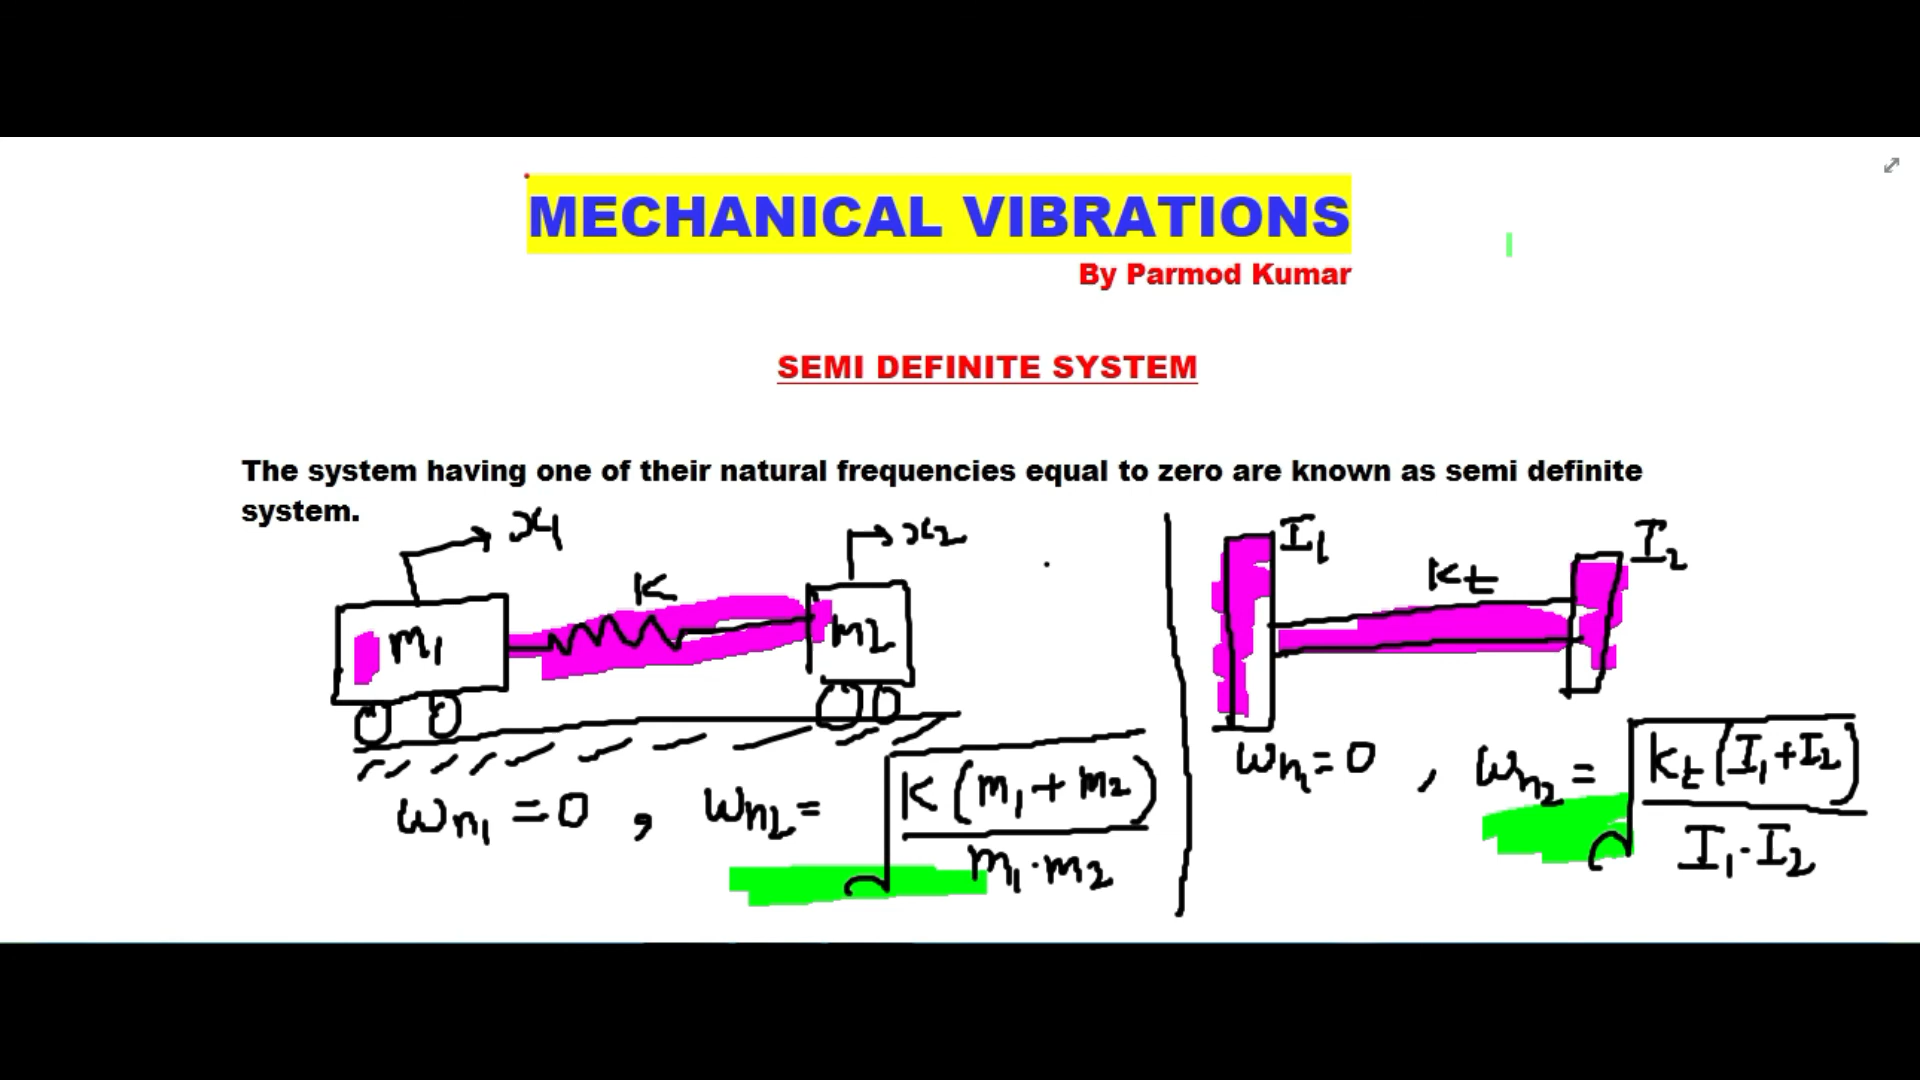 MECHANICAL VIBRATIONS
By Parmod Kumar
SEMI DEFINITE SYSTEM
The system having one of their natural frequencies equal to zero are known as semi definite
system.
x1
x2
K
m1
m2
ωn1 = 0 , ωn2 = √(K(m1+m2) / m1·m2)
I1
I2
Kt
ωn1 = 0 , ωn2 = √(Kt(I1+I2) / I1·I2)